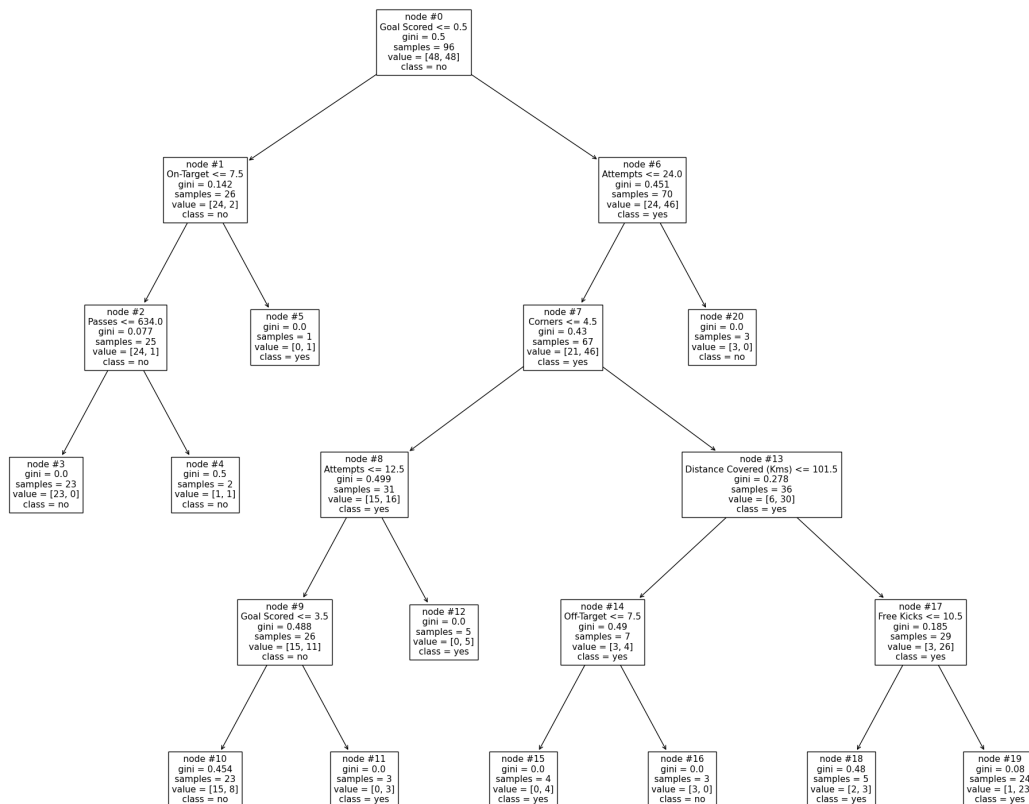 node #0
Goal Scored <= 0.5
gini = 0.5
samples = 96
value = [48, 48]
class = no
node #1
On-Target <= 7.5
gini = 0.142
samples = 26
value = [24, 2]
class = no
node #6
Attempts <= 24.0
gini = 0.451
samples = 70
value = [24, 46]
class = yes
node #2
Passes <= 634.0
gini = 0.077
samples = 25
value = [24, 1]
class = no
node #5
gini = 0.0
samples = 1
value = [0, 1]
class = yes
node #7
Corners <= 4.5
gini = 0.43
samples = 67
value = [21, 46]
class = yes
node #20
gini = 0.0
samples = 3
value = [3, 0]
class = no
node #3
gini = 0.0
samples = 23
value = [23, 0]
class = no
node #4
gini = 0.5
samples = 2
value = [1, 1]
class = no
node #8
Attempts <= 12.5
gini = 0.499
samples = 31
value = [15, 16]
class = yes
node #13
Distance Covered (Kms) <= 101.5
gini = 0.278
samples = 36
value = [6, 30]
class = yes
node #9
Goal Scored <= 3.5
gini = 0.488
samples = 26
value = [15, 11]
class = no
node #12
gini = 0.0
samples = 5
value = [0, 5]
class = yes
node #14
Off-Target <= 7.5
gini = 0.49
samples = 7
value = [3, 4]
class = yes
node #17
Free Kicks <= 10.5
gini = 0.185
samples = 29
value = [3, 26]
class = yes
node #10
gini = 0.454
samples = 23
value = [15, 8]
class = no
node #11
gini = 0.0
samples = 3
value = [0, 3]
class = yes
node #15
gini = 0.0
samples = 4
value = [0, 4]
class = yes
node #16
gini = 0.0
samples = 3
value = [3, 0]
class = no
node #18
gini = 0.48
samples = 5
value = [2, 3]
class = yes
node #19
gini = 0.08
samples = 24
value = [1, 23]
class = yes